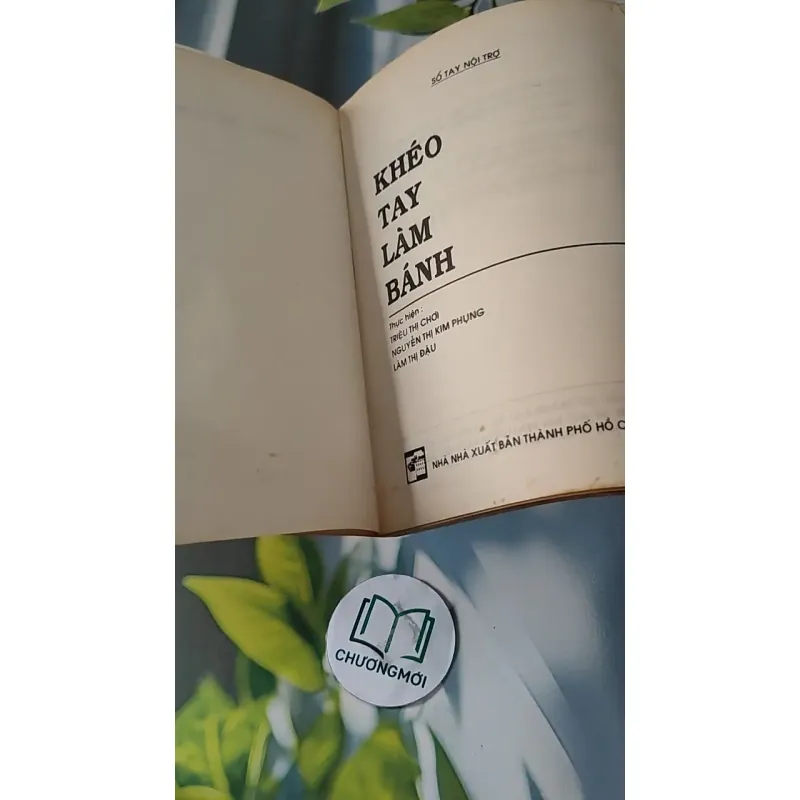 SỔ TAY NỘI TRỢ
KHÉO
TAY
LÀM
BÁNH
Thực hiện :
TRIỆU THỊ CHƠI
NGUYỄN THỊ KIM PHỤNG
LÂM THỊ ĐẬU
NHÀ NHÀ XUẤT BẢN THÀNH PHỐ HỒ C
CHƯƠNGMỚI